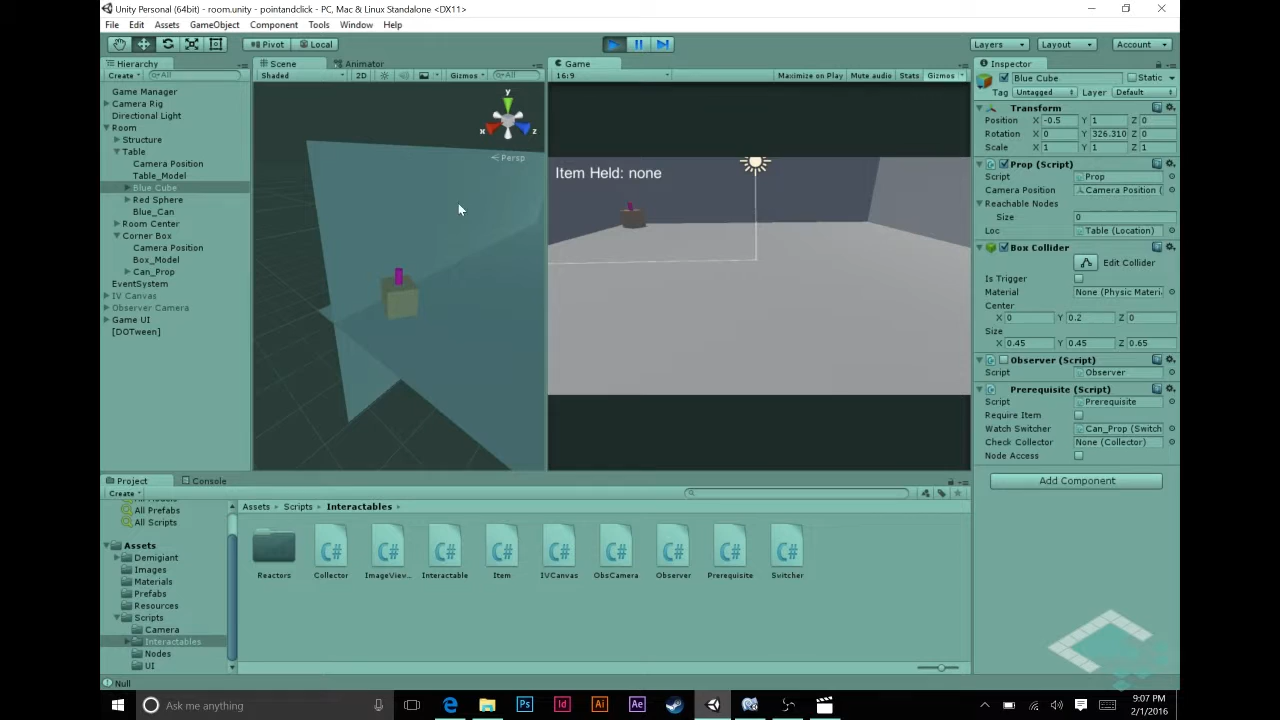 Unity Personal (64bit) - room.unity - pointandclick - PC, Mac & Linux Standalone <DX11>
File Edit Assets GameObject Component Tools Window Help
Pivot Local Layers Layout Account
Hierarchy Scene Animator Game Inspector
Create All Shaded 2D Gizmos All 16:9 Maximize on Play Mute audio Stats Gizmos
Blue Cube Static
Tag Untagged Layer Default
Game Manager
Camera Rig
Directional Light
Room
Structure
Table
Camera Position
Table_Model
Blue Cube
Red Sphere
Blue_Can
Room Center
Corner Box
Camera Position
Box_Model
Can_Prop
EventSystem
IV Canvas
Observer Camera
Game UI
[DOTween]
y
x z
Persp
Item Held: none
Transform
Position X -0.5 Y 1 Z 0
Rotation X 0 Y 326.310 Z 0
Scale X 1 Y 1 Z 1
Prop (Script)
Script Prop
Camera Position Camera Position (
Reachable Nodes
Size 0
Loc Table (Location)
Box Collider
Edit Collider
Is Trigger
Material None (Physic Materi
Center
X 0 Y 0.2 Z 0
Size
X 0.45 Y 0.45 Z 0.65
Observer (Script)
Script Observer
Prerequisite (Script)
Script Prerequisite
Require Item
Watch Switcher Can_Prop (Switch
Check Collector None (Collector)
Node Access
Add Component
Project Console
Create
All Prefabs
All Scripts
Assets
Demigiant
Images
Materials
Prefabs
Resources
Scripts
Camera
Interactables
Nodes
UI
Assets Scripts Interactables
C# C# C# C# C# C# C# C# C#
Reactors Collector ImageView... Interactable Item IVCanvas ObsCamera Observer Prerequisite Switcher
Null
Ask me anything
Ps Id Ai Ae
9:07 PM
2/1/2016